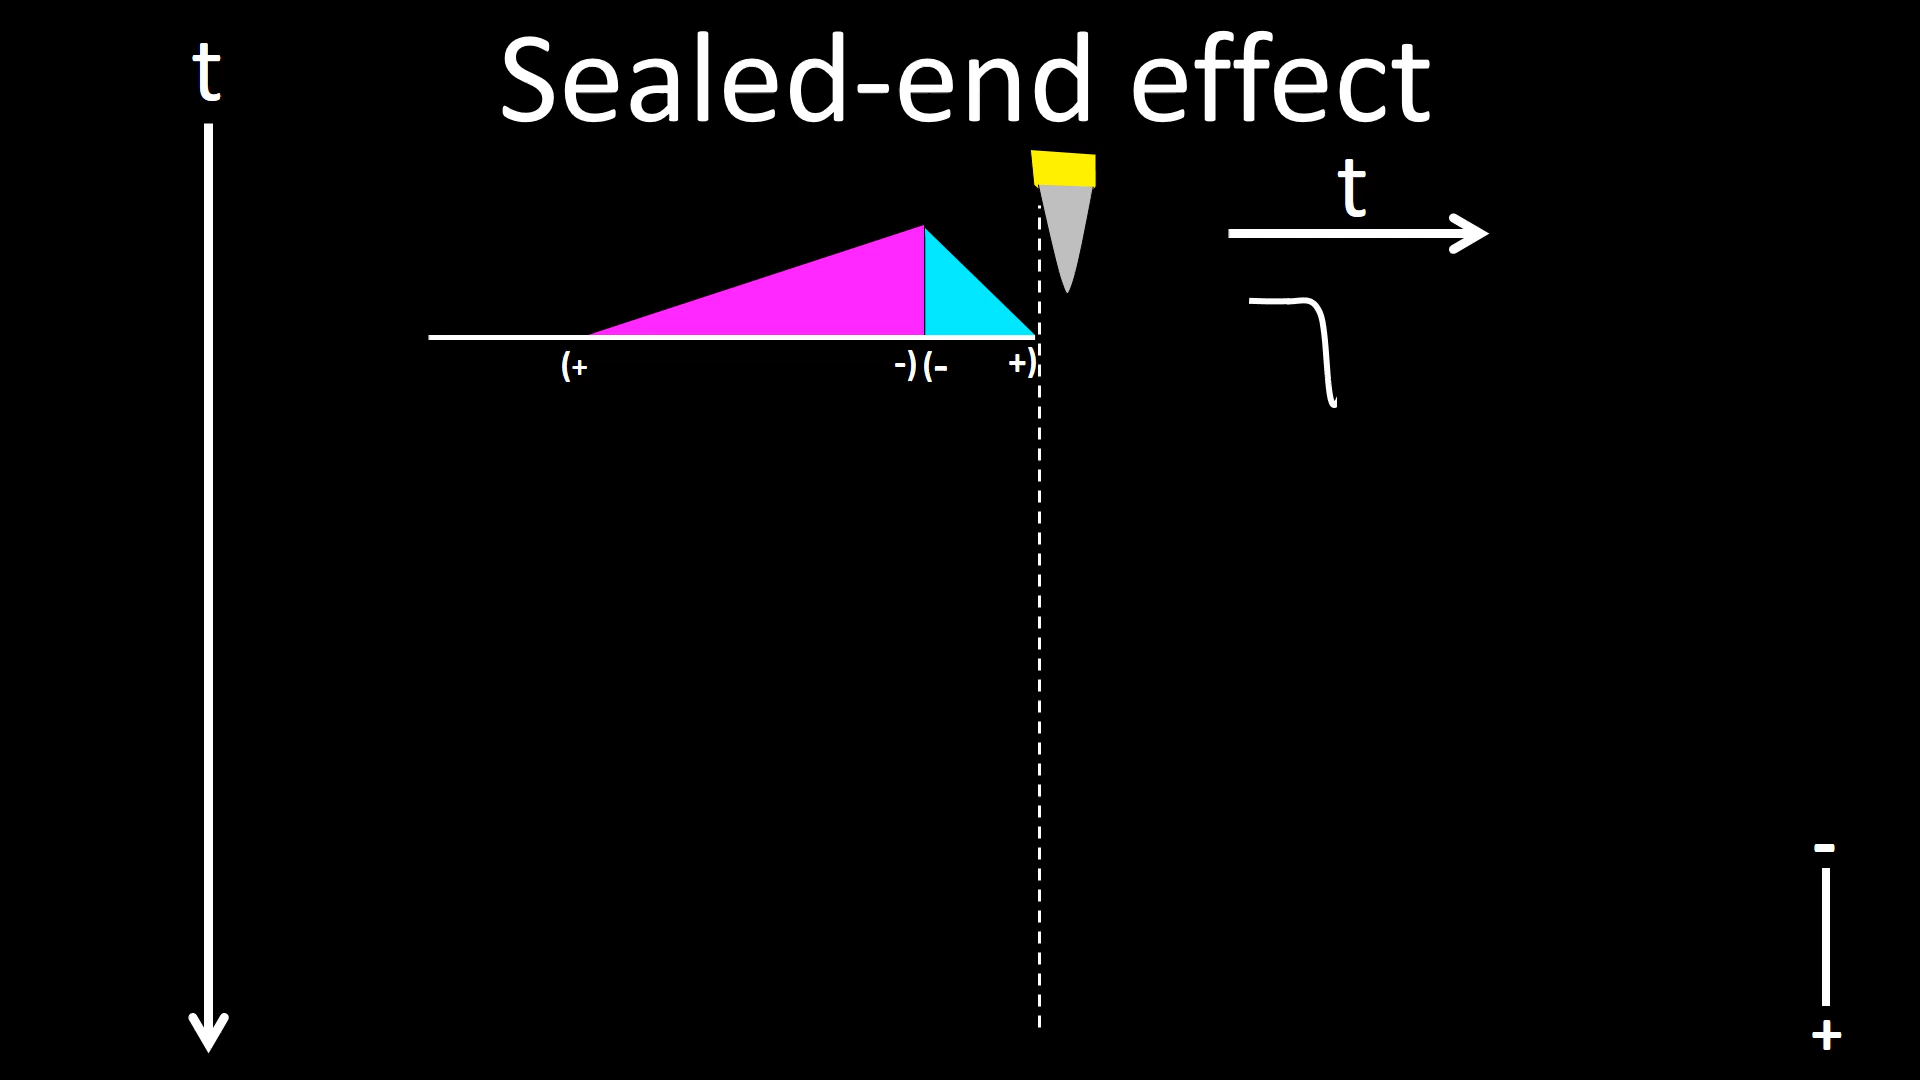 Sealed-end effect
t
t
(+ -)(- +)
-
+